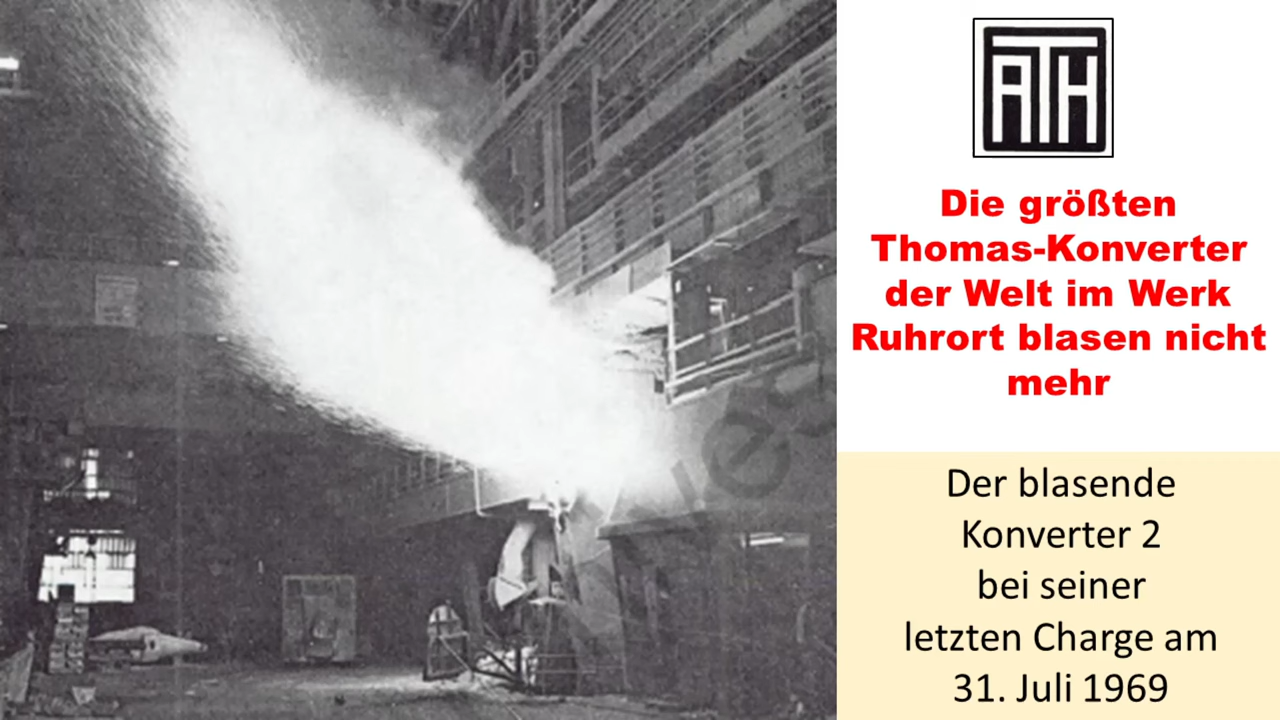 ATH
Die größten
Thomas-Konverter
der Welt im Werk
Ruhrort blasen nicht
mehr
Der blasende
Konverter 2
bei seiner
letzten Charge am
31. Juli 1969